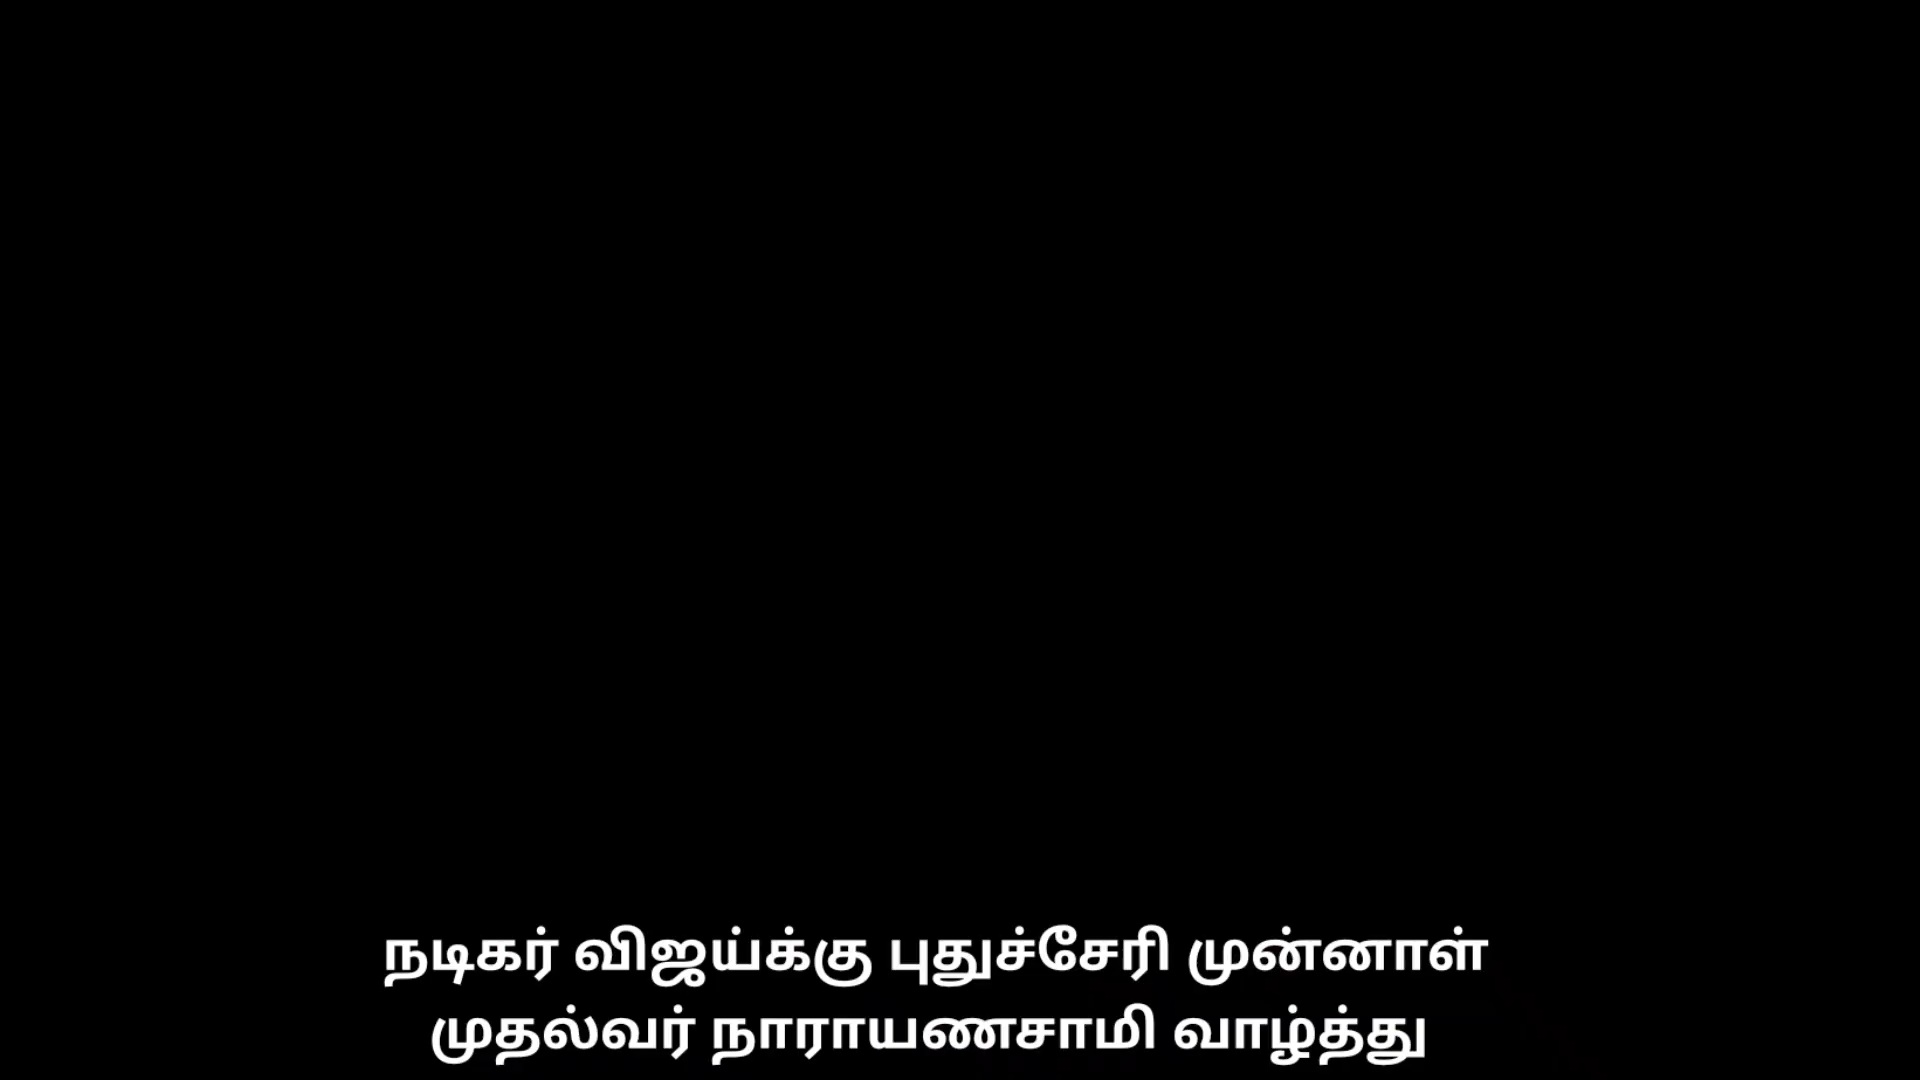 நடிகர் விஜய்க்கு புதுச்சேரி முன்னாள்
முதல்வர் நாராயணசாமி வாழ்த்து